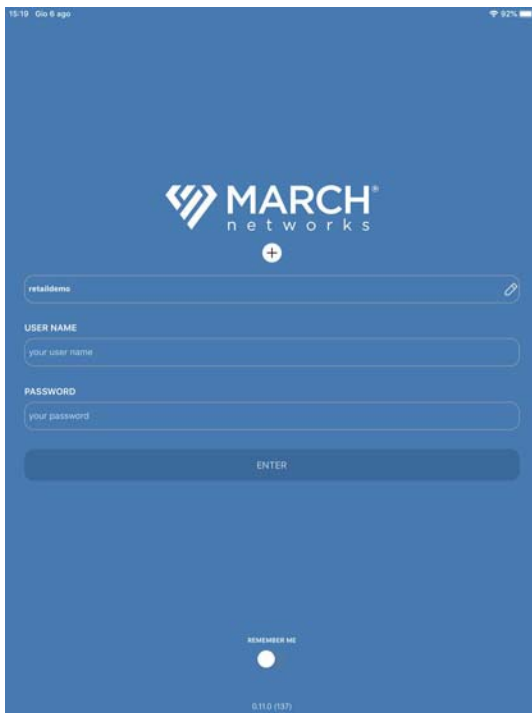 15:19 Gio 6 ago
92%
MARCH®
networks
retaildemo
USER NAME
your user name
PASSWORD
your password
ENTER
REMEMBER ME
0.11.0 (137)